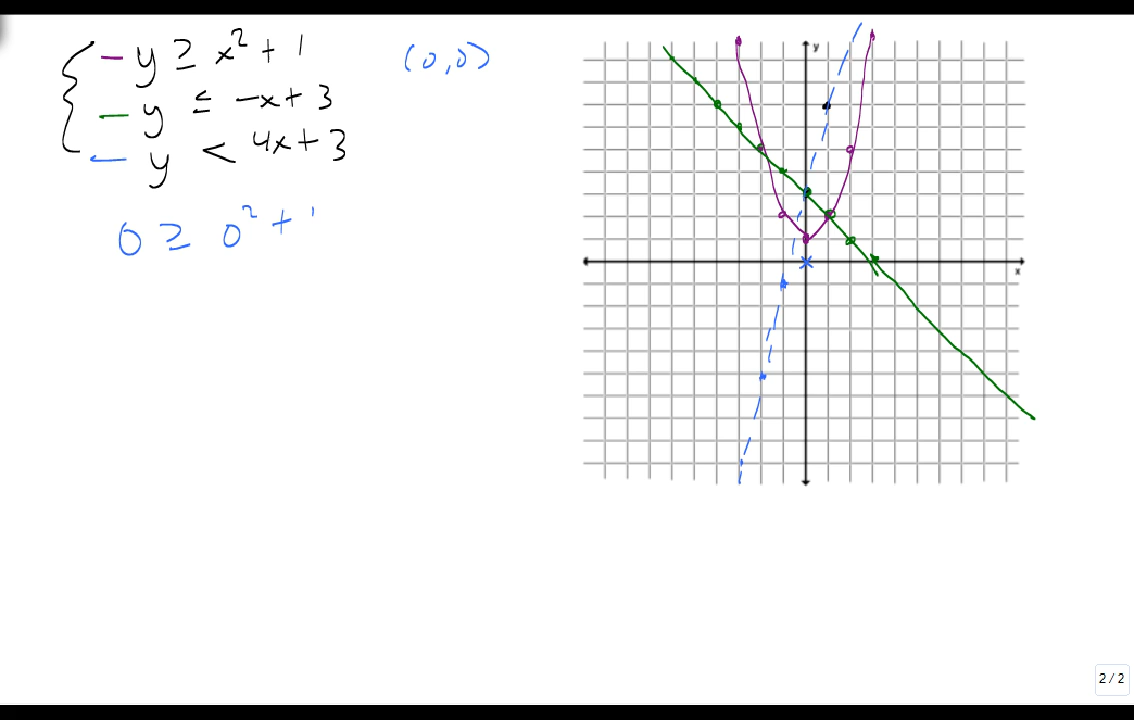 y ≥ x² + 1
y ≤ -x + 3
y < 4x + 3
(0,0)
0 ≥ 0² + 1
y
x
2 / 2